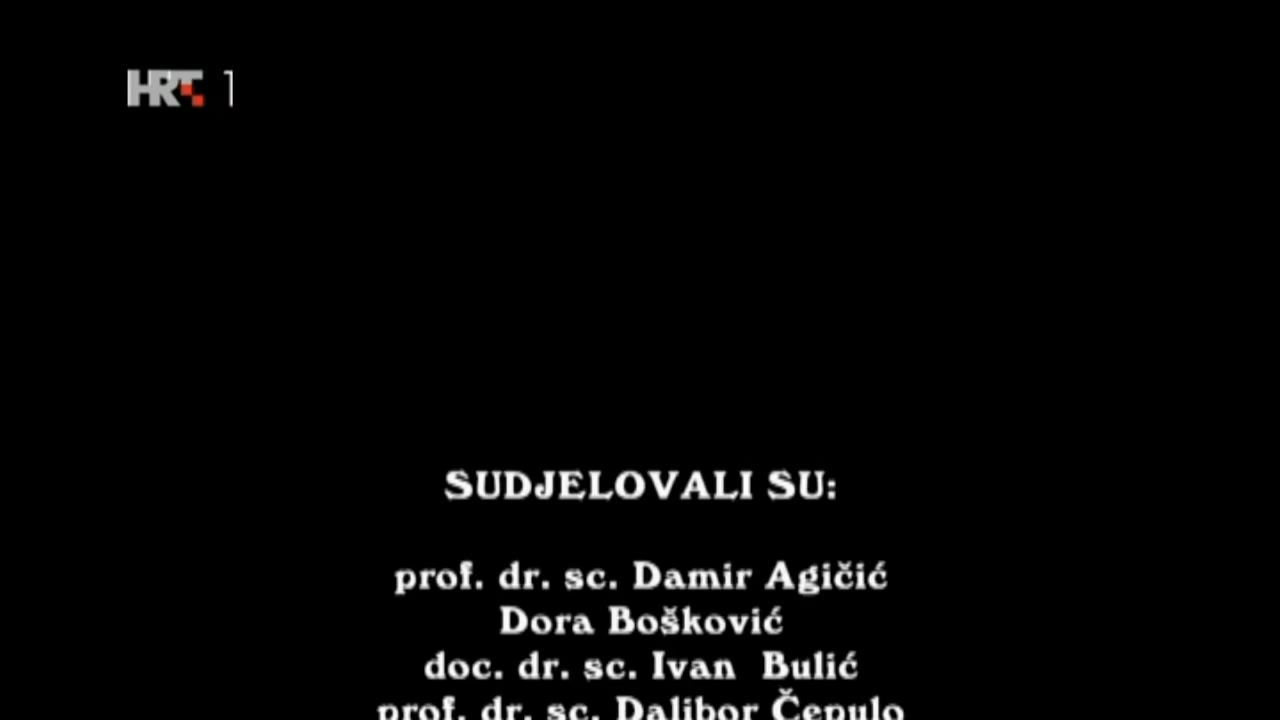 HRT 1
SUDJELOVALI SU:
prof. dr. sc. Damir Agičić
Dora Bošković
doc. dr. sc. Ivan Bulić
prof. dr. sc. Dalibor Čepulo